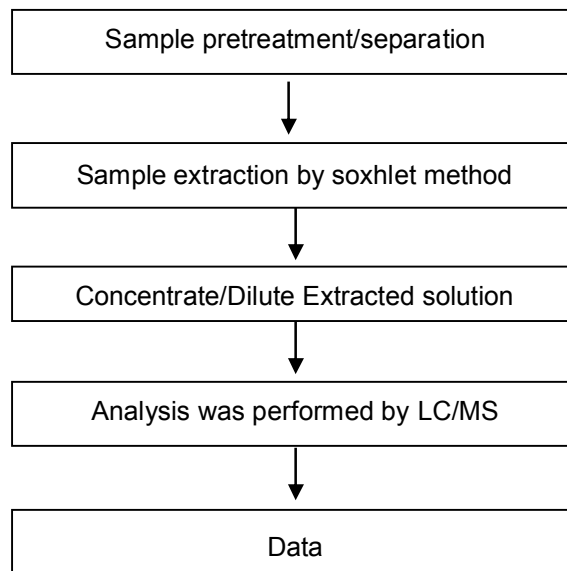 Sample pretreatment/separation
Sample extraction by soxhlet method
Concentrate/Dilute Extracted solution
Analysis was performed by LC/MS
Data